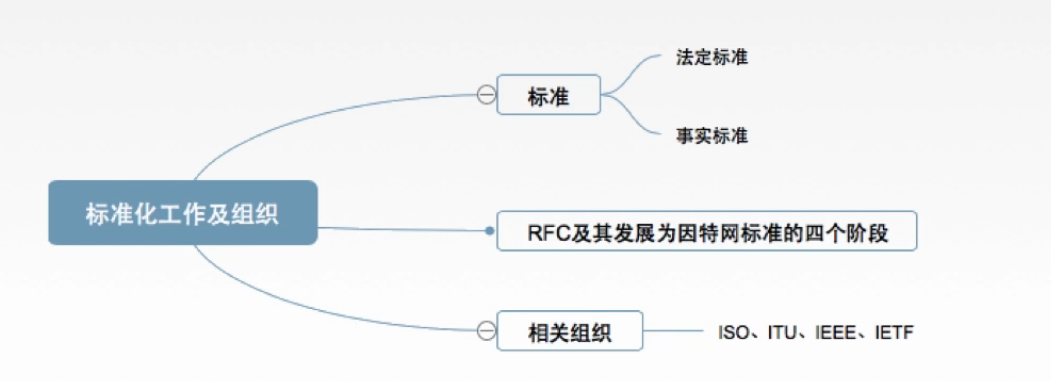 标准化工作及组织
标准
法定标准
事实标准
RFC及其发展为因特网标准的四个阶段
相关组织
ISO、ITU、IEEE、IETF